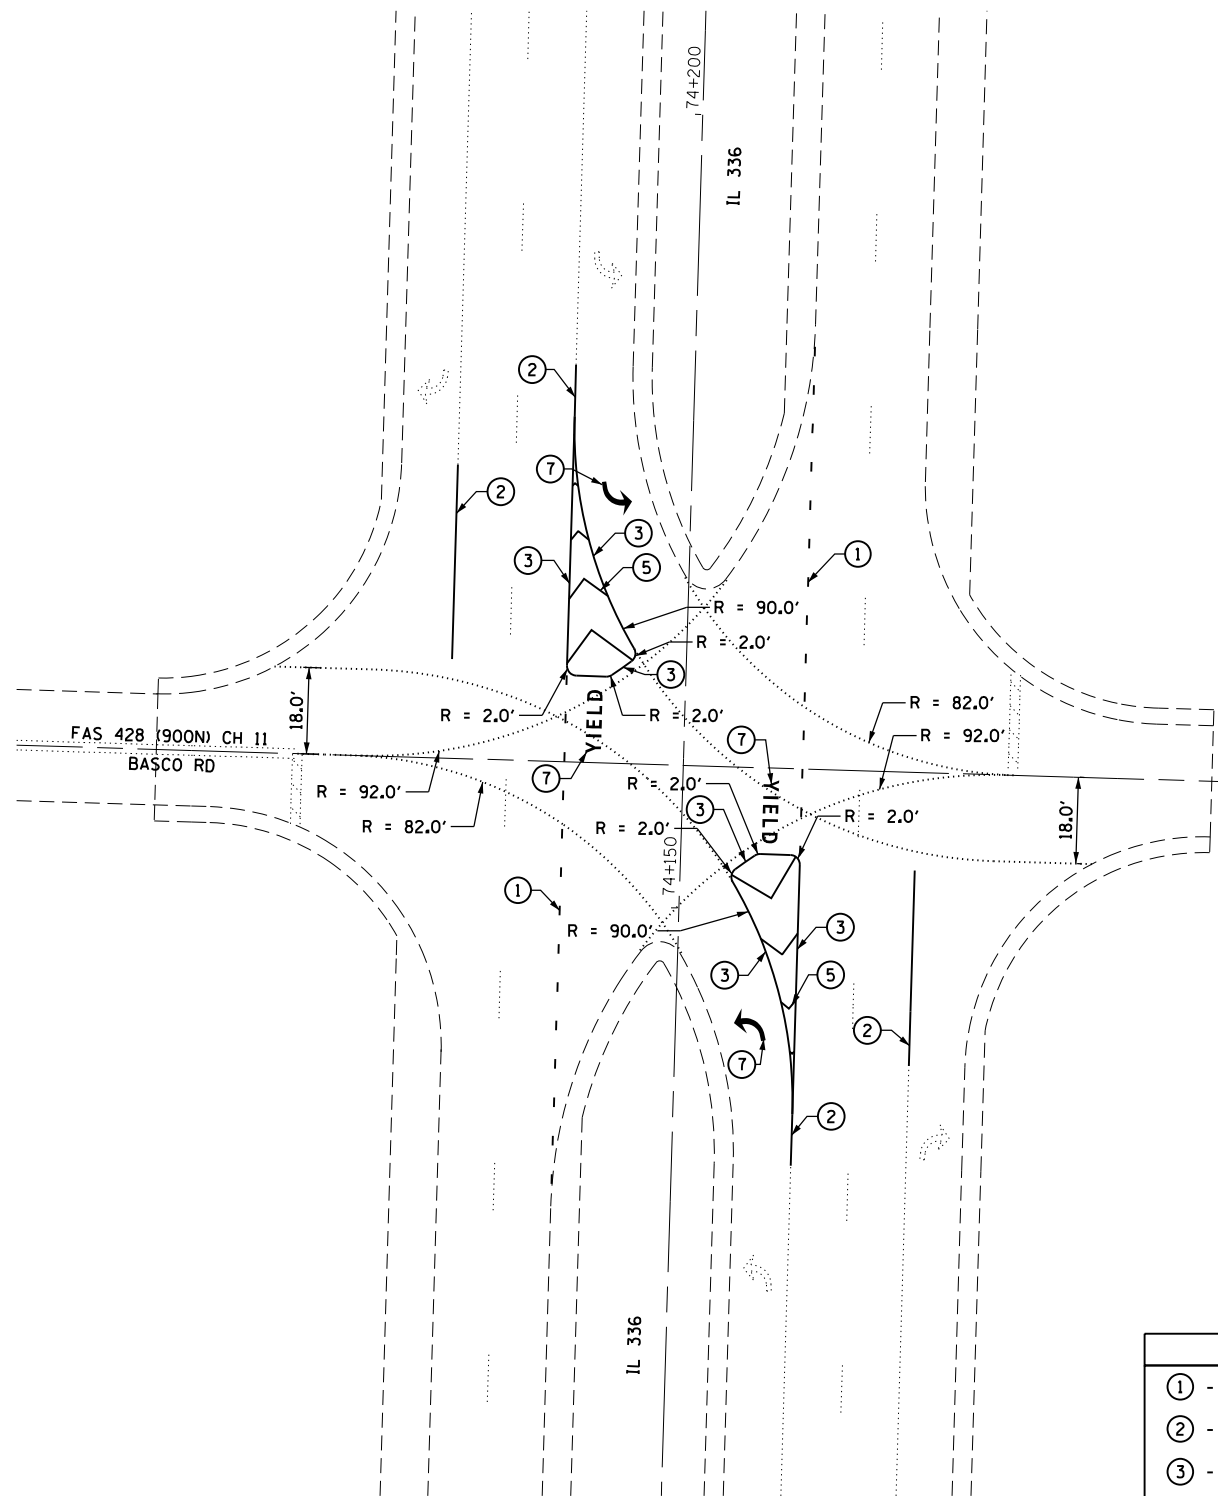 74+200
IL 336
2
7
2
3
1
3
5
R = 90.0'
R = 2.0'
3
18.0'
R = 82.0'
R = 2.0'
YIELD
R = 2.0'
FAS 428 (900N) CH 11
R = 92.0'
7
BASCO RD
7
R = 2.0'
YIELD
R = 92.0'
3
R = 2.0'
18.0'
R = 82.0'
R = 2.0'
74+150
1
R = 90.0'
3
3
5
2
7
2
IL 336
1 -
2 -
3 -